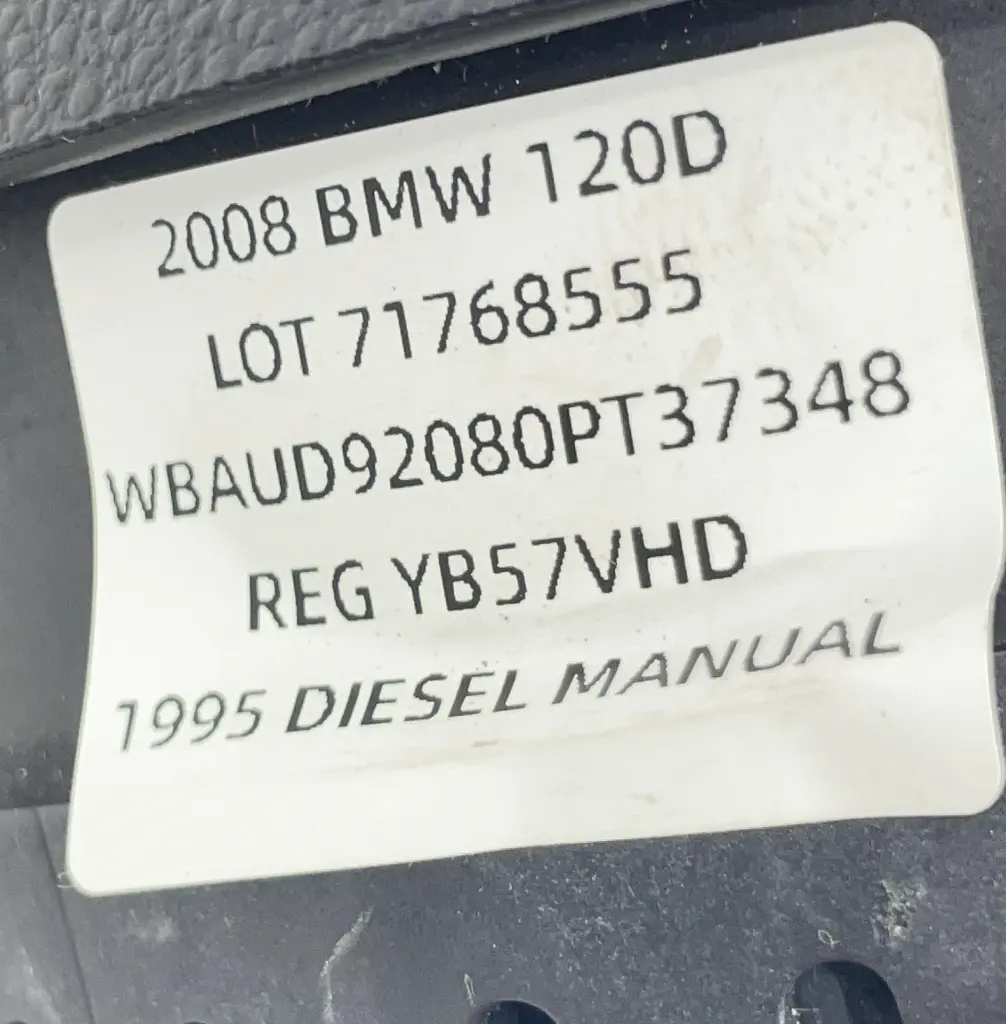 2008 BMW 120D
LOT 71768555
WBAUD92080PT37348
REG YB57VHD
1995 DIESEL MANUAL